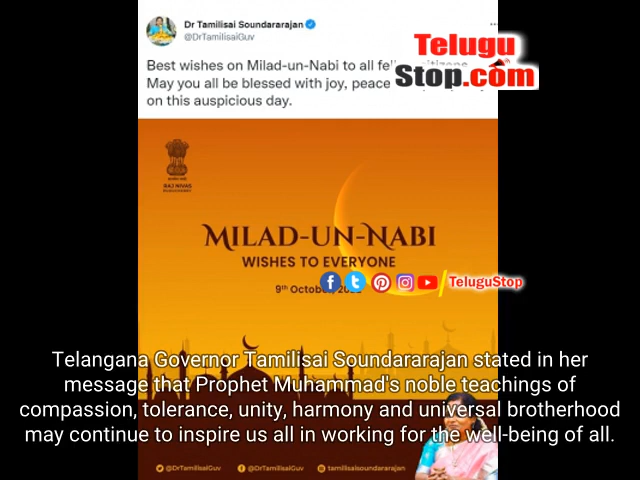 Dr Tamilisai Soundararajan
@DrTamilisaiGuv
Telugu
Stop.com
Best wishes on Milad-un-Nabi to all
May you all be blessed with joy, peace
on this auspicious day.
RAJ NIVAS
MILAD-UN-NABI
WISHES TO EVERYONE
9th October,
TeluguStop
Telangana Governor Tamilisai Soundararajan stated in her
message that Prophet Muhammad's noble teachings of
compassion, tolerance, unity, harmony and universal brotherhood
may continue to inspire us all in working for the well-being of all.
@DrTamilisaiGuv
@DrTamilisaiGuv
tamilisaisoundararajan